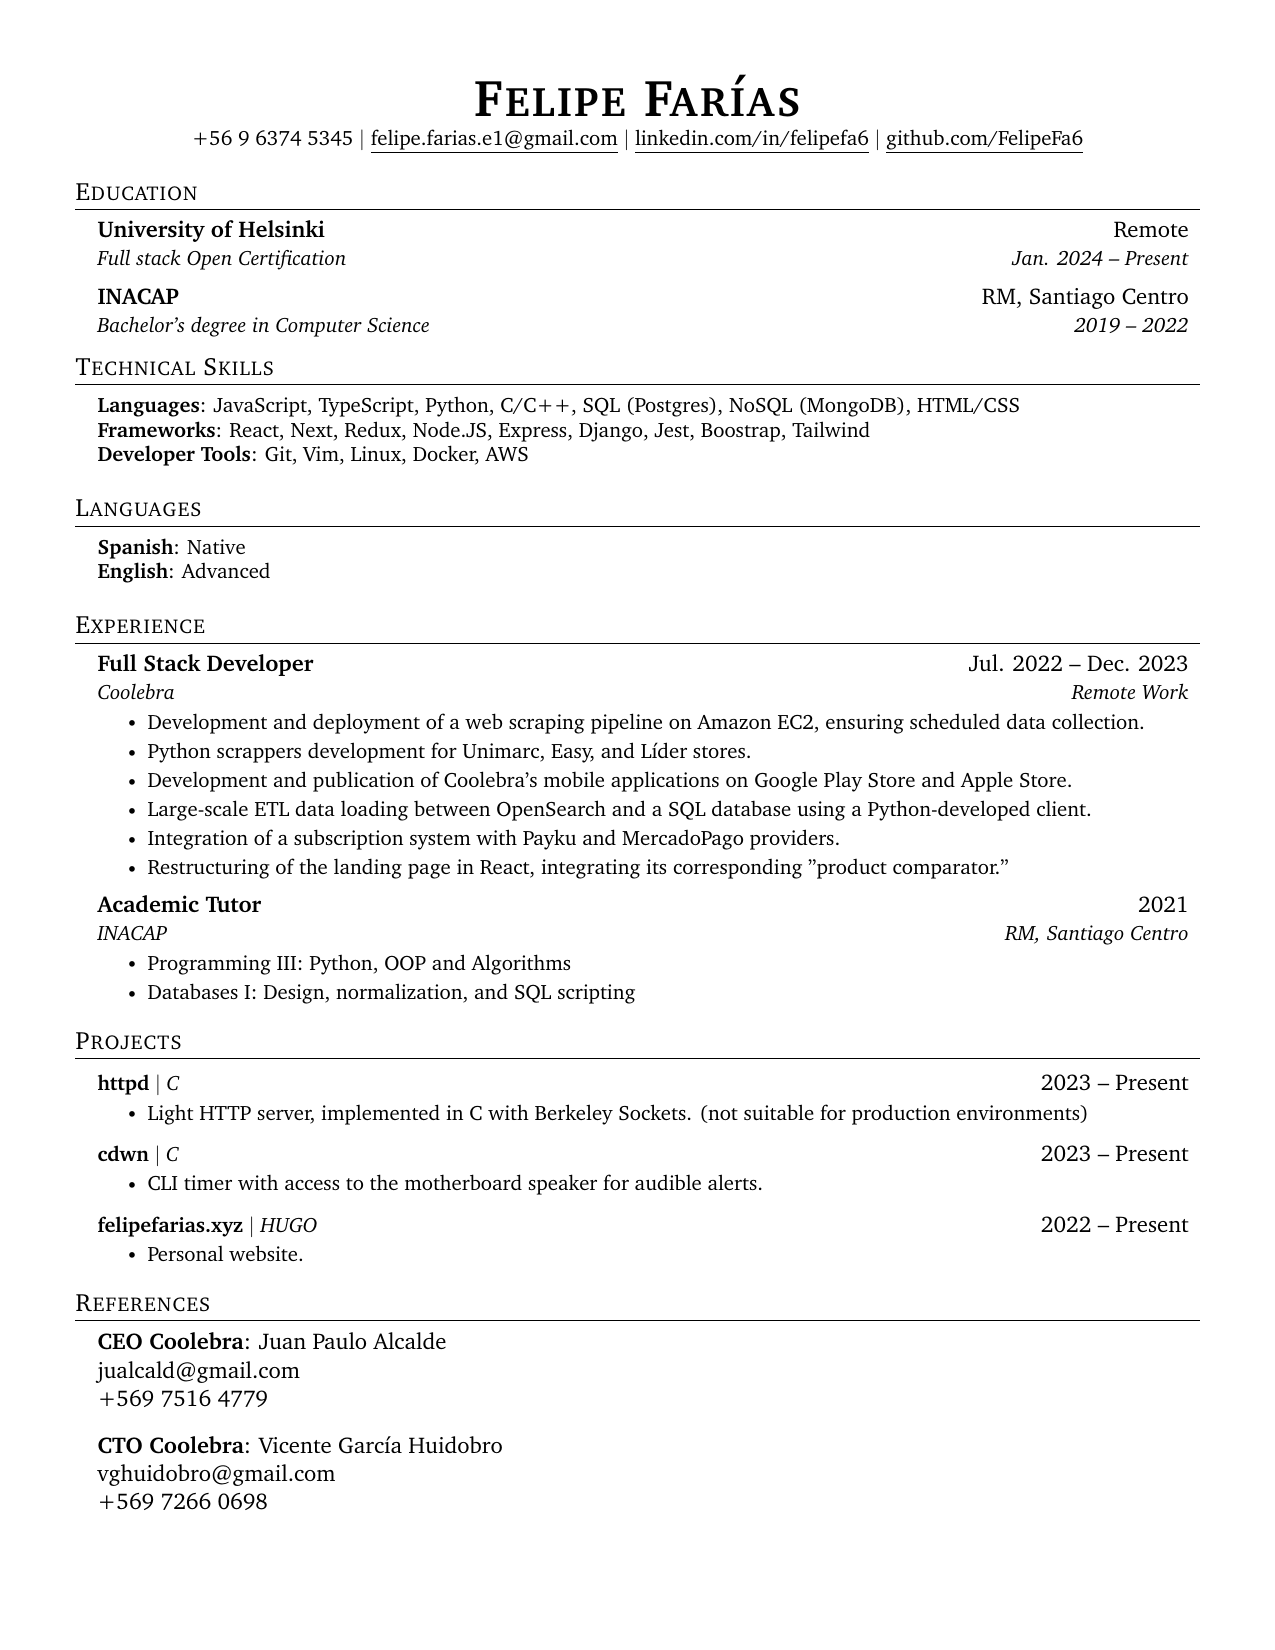 Felipe Farías
+56 9 6374 5345 | felipe.farias.e1@gmail.com | linkedin.com/in/felipefa6 | github.com/FelipeFa6
Education
University of Helsinki Remote
Full stack Open Certification Jan. 2024 – Present
INACAP RM, Santiago Centro
Bachelor's degree in Computer Science 2019 – 2022
Technical Skills
Languages: JavaScript, TypeScript, Python, C/C++, SQL (Postgres), NoSQL (MongoDB), HTML/CSS
Frameworks: React, Next, Redux, Node.JS, Express, Django, Jest, Boostrap, Tailwind
Developer Tools: Git, Vim, Linux, Docker, AWS
Languages
Spanish: Native
English: Advanced
Experience
Full Stack Developer Jul. 2022 – Dec. 2023
Coolebra Remote Work
• Development and deployment of a web scraping pipeline on Amazon EC2, ensuring scheduled data collection.
• Python scrappers development for Unimarc, Easy, and Líder stores.
• Development and publication of Coolebra's mobile applications on Google Play Store and Apple Store.
• Large-scale ETL data loading between OpenSearch and a SQL database using a Python-developed client.
• Integration of a subscription system with Payku and MercadoPago providers.
• Restructuring of the landing page in React, integrating its corresponding ”product comparator.”
Academic Tutor 2021
INACAP RM, Santiago Centro
• Programming III: Python, OOP and Algorithms
• Databases I: Design, normalization, and SQL scripting
Projects
httpd | C 2023 – Present
• Light HTTP server, implemented in C with Berkeley Sockets. (not suitable for production environments)
cdwn | C 2023 – Present
• CLI timer with access to the motherboard speaker for audible alerts.
felipefarias.xyz | HUGO 2022 – Present
• Personal website.
References
CEO Coolebra: Juan Paulo Alcalde
jualcald@gmail.com
+569 7516 4779
CTO Coolebra: Vicente García Huidobro
vghuidobro@gmail.com
+569 7266 0698